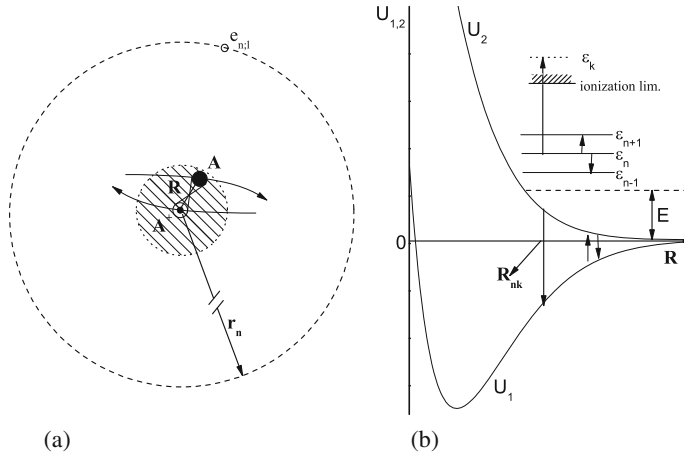 e_{n;l}
A
R
A^+
r_n
(a)
U_{1,2}
U_2
ε_k
ionization lim.
ε_{n+1}
ε_n
ε_{n-1}
E
0
R
R_{nk}
U_1
(b)